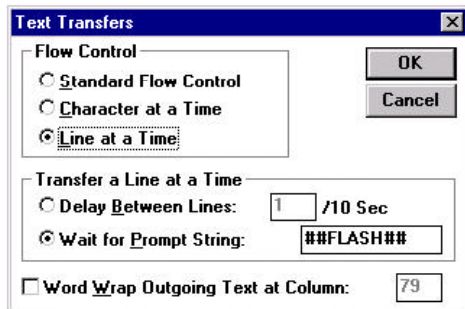 Text Transfers
Flow Control
Standard Flow Control
Character at a Time
Line at a Time
OK
Cancel
Transfer a Line at a Time
Delay Between Lines: 1 /10 Sec
Wait for Prompt String: ##FLASH##
Word Wrap Outgoing Text at Column: 79